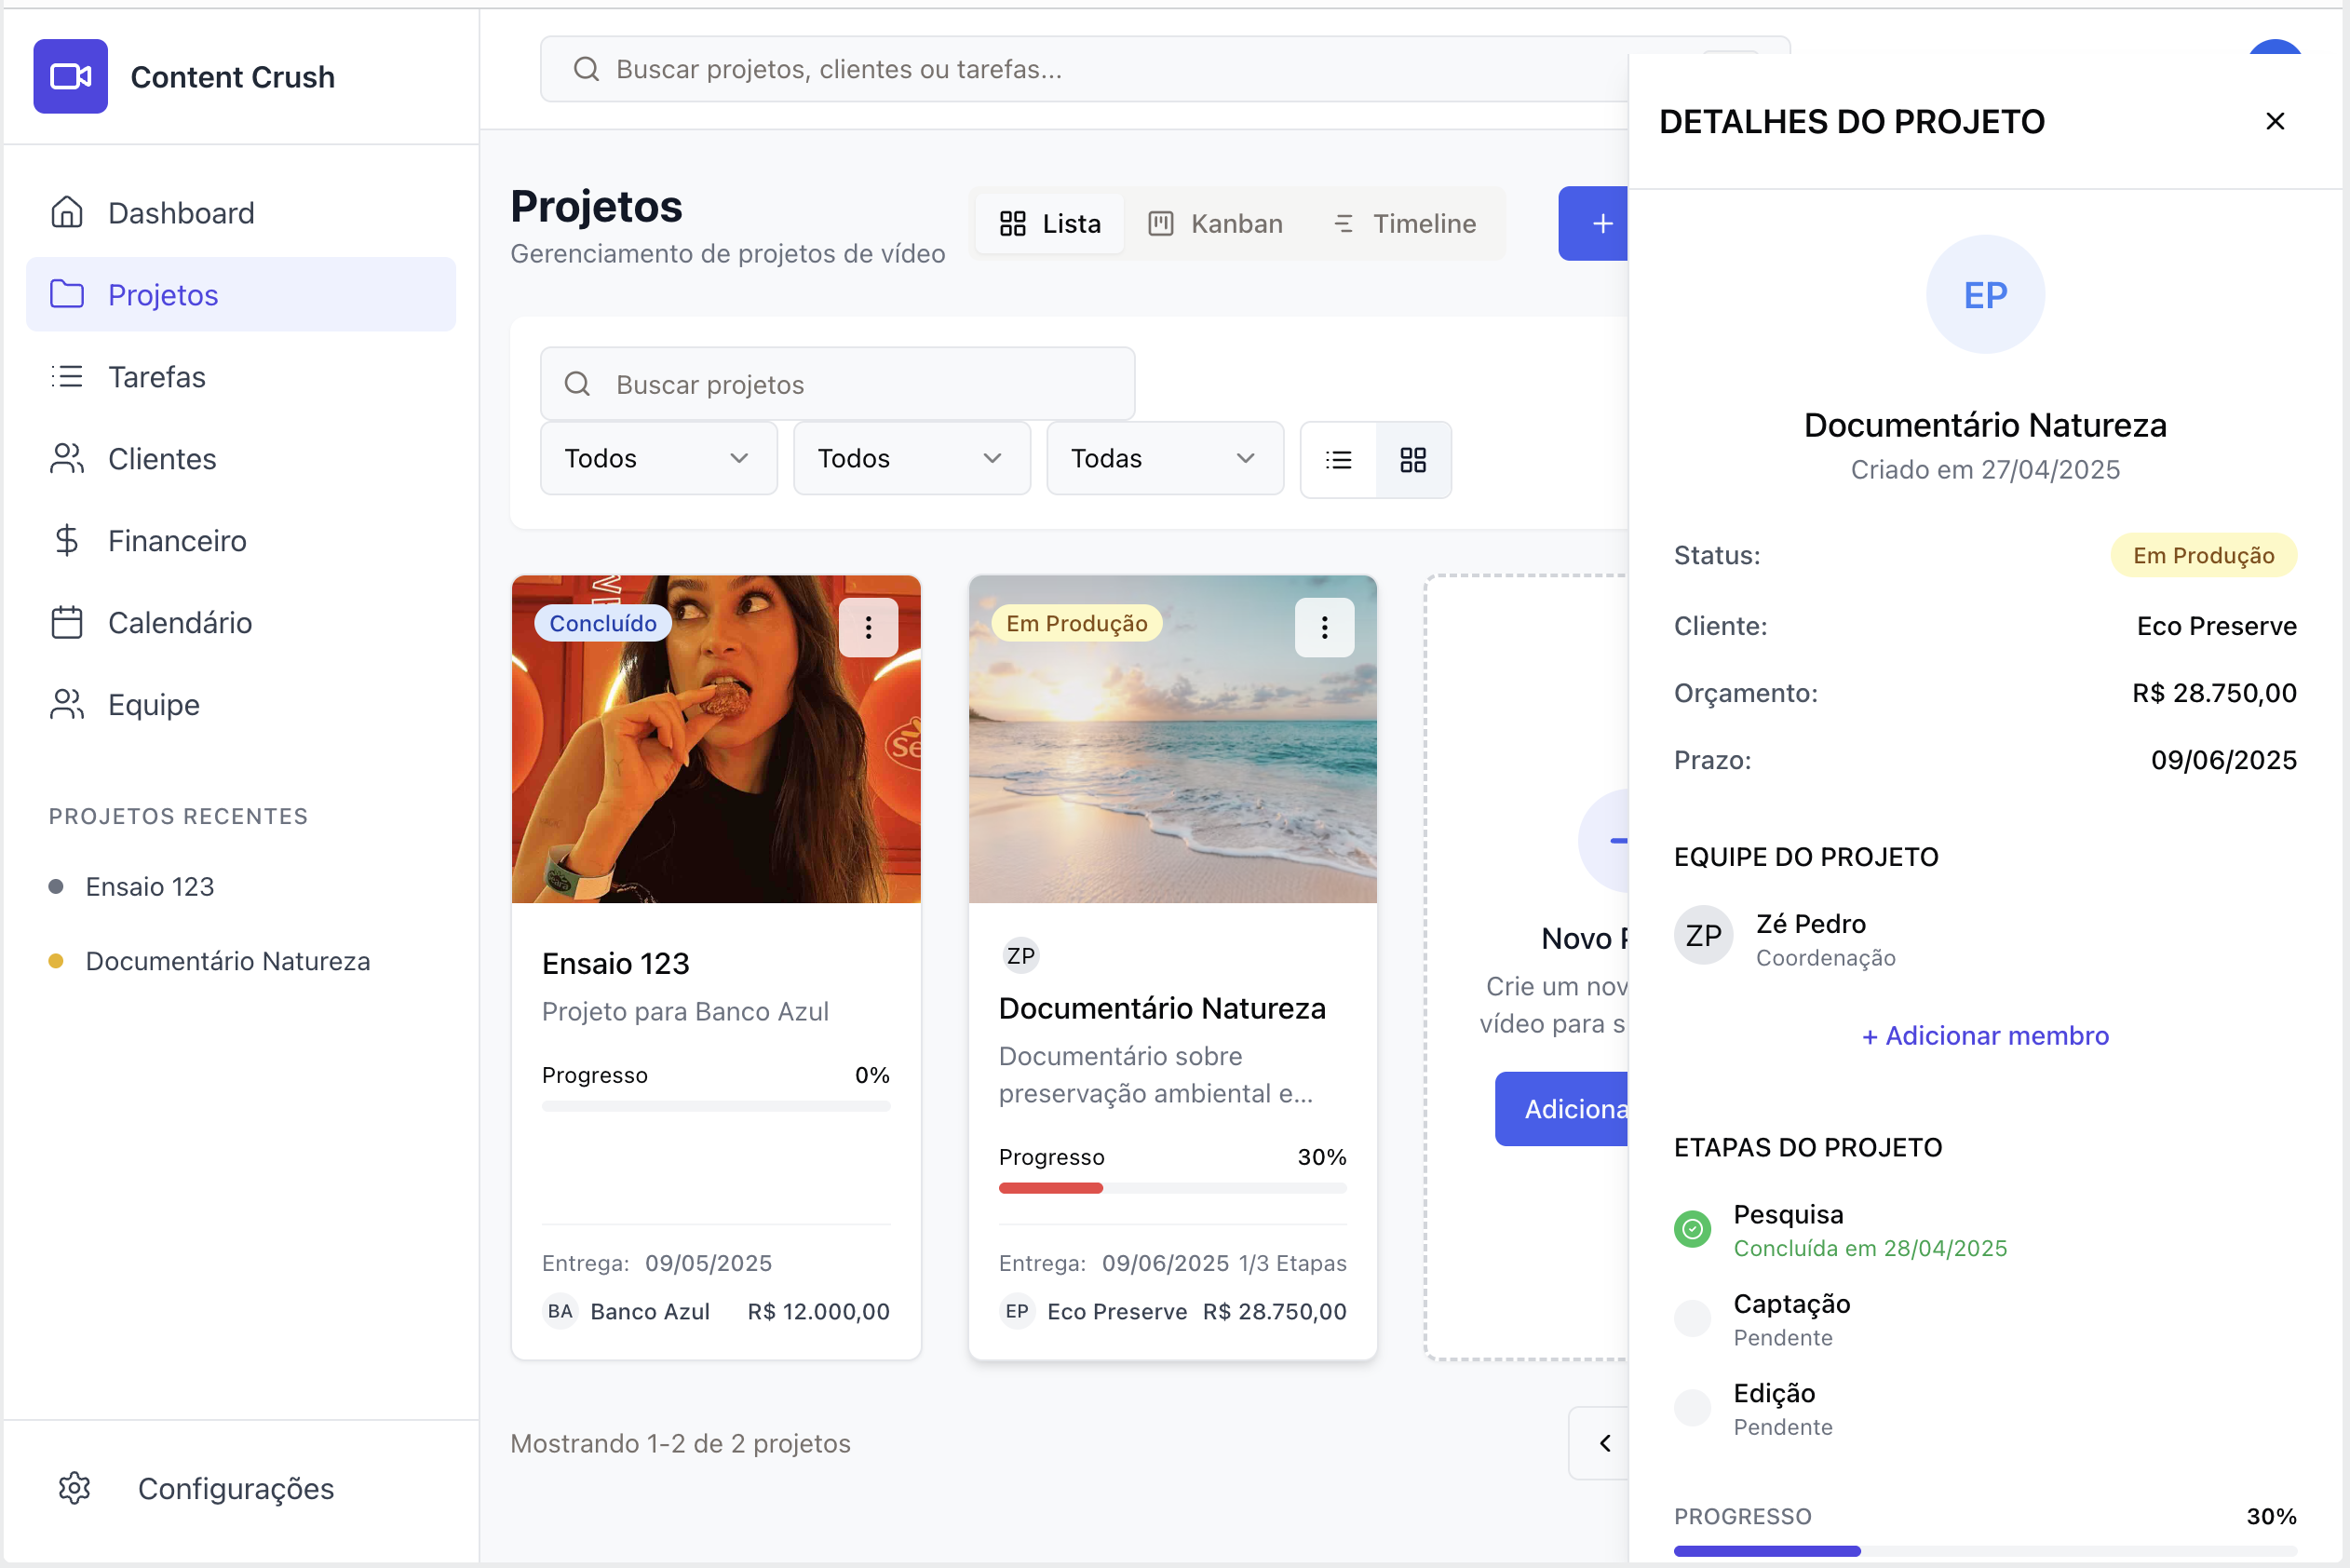 Content Crush
Dashboard
Projetos
Tarefas
Clientes
Financeiro
Calendário
Equipe
PROJETOS RECENTES
Ensaio 123
Documentário Natureza
Configurações
Buscar projetos, clientes ou tarefas...
Projetos
Gerenciamento de projetos de vídeo
Lista
Kanban
Timeline
+
Buscar projetos
Todos
Todos
Todas
Concluído
Ensaio 123
Projeto para Banco Azul
Progresso 0%
Entrega: 09/05/2025
BA Banco Azul R$ 12.000,00
Em Produção
ZP
Documentário Natureza
Documentário sobre
preservação ambiental e...
Progresso 30%
Entrega: 09/06/2025 1/3 Etapas
EP Eco Preserve R$ 28.750,00
Novo
Crie um
vídeo para
Mostrando 1-2 de 2 projetos
DETALHES DO PROJETO
EP
Documentário Natureza
Criado em 27/04/2025
Status: Em Produção
Cliente: Eco Preserve
Orçamento: R$ 28.750,00
Prazo: 09/06/2025
EQUIPE DO PROJETO
ZP
Zé Pedro
Coordenação
+ Adicionar membro
ETAPAS DO PROJETO
Pesquisa
Concluída em 28/04/2025
Captação
Pendente
Edição
Pendente
PROGRESSO 30%